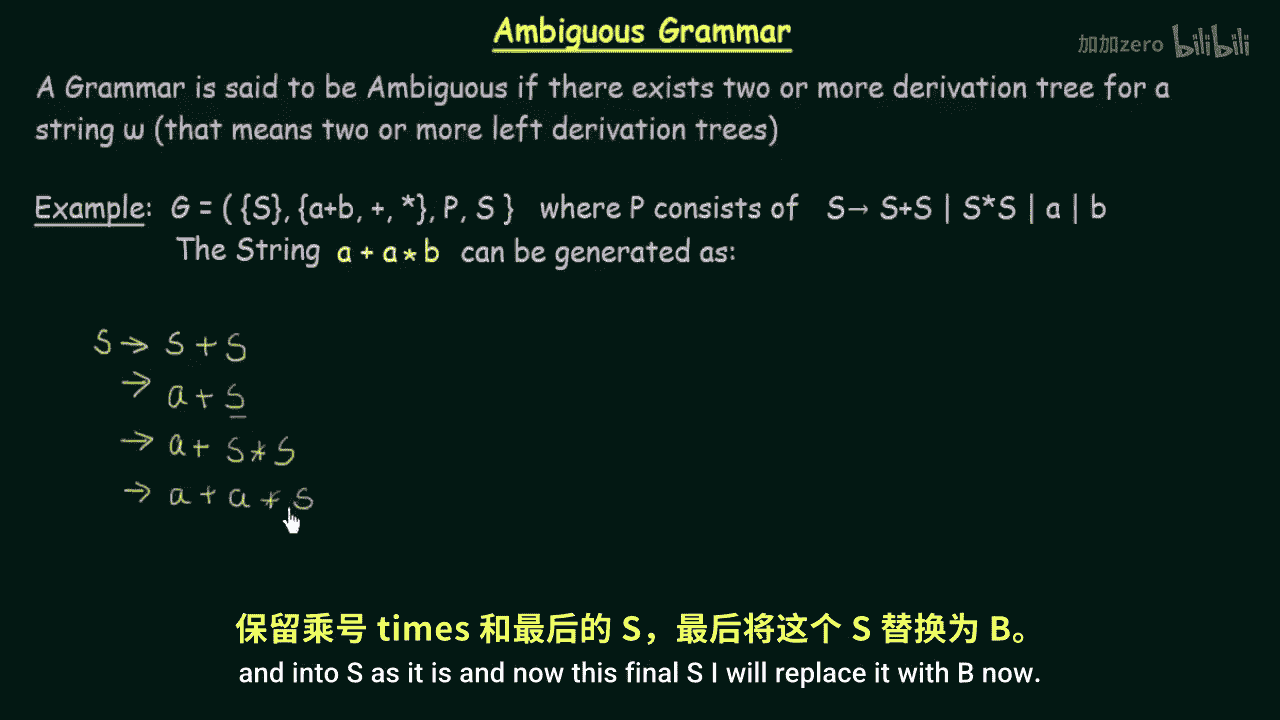 Ambiguous Grammar
加加zero bilibili
A Grammar is said to be Ambiguous if there exists two or more derivation tree for a
string w (that means two or more left derivation trees)
Example: G = ( {S}, {a+b, +, *}, P, S } where P consists of S→ S+S | S*S | a | b
The String a + a * b can be generated as:
S → S + S
→ a + S
→ a + S * S
→ a + a * S
保留乘号 times 和最后的 S，最后将这个 S 替换为 B。
and into S as it is and now this final S I will replace it with B now.